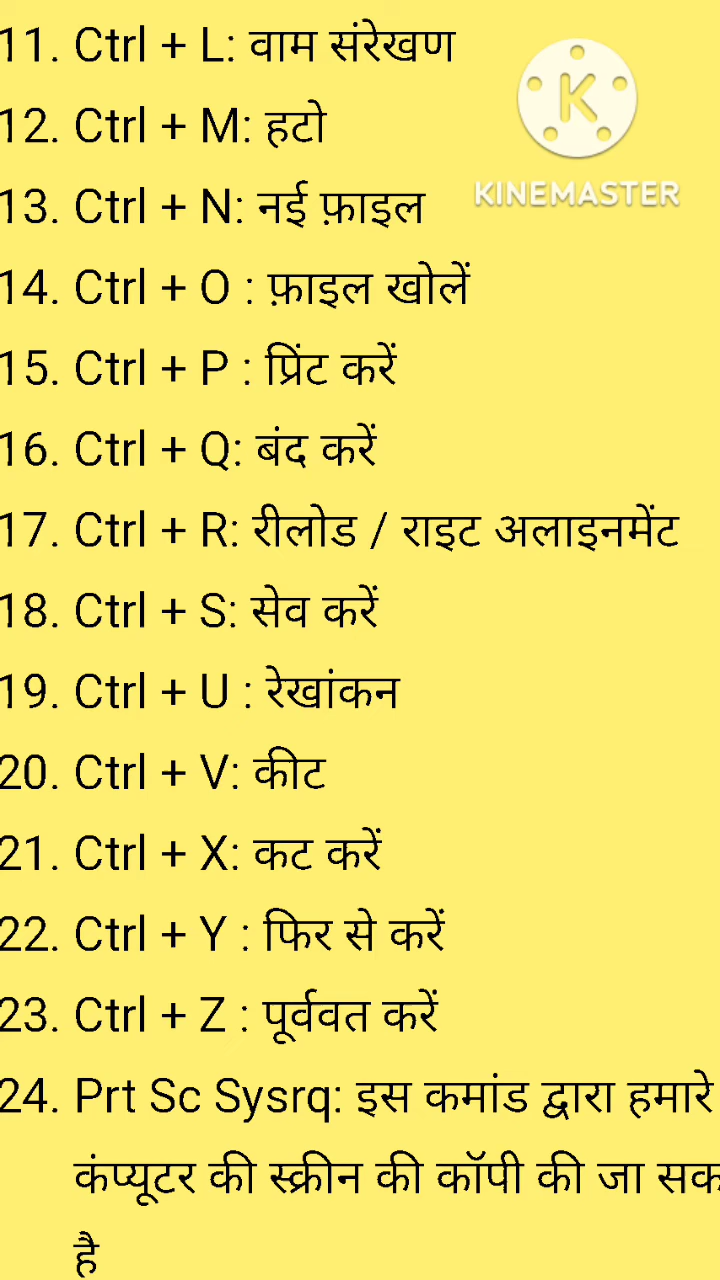 11. Ctrl + L: वाम संरेखण
12. Ctrl + M: हटो
13. Ctrl + N: नई फ़ाइल
14. Ctrl + O : फ़ाइल खोलें
15. Ctrl + P : प्रिंट करें
16. Ctrl + Q: बंद करें
17. Ctrl + R: रीलोड / राइट अलाइनमेंट
18. Ctrl + S: सेव करें
19. Ctrl + U : रेखांकन
20. Ctrl + V: कीट
21. Ctrl + X: कट करें
22. Ctrl + Y : फिर से करें
23. Ctrl + Z : पूर्ववत करें
24. Prt Sc Sysrq: इस कमांड द्वारा हमारे
कंप्यूटर की स्क्रीन की कॉपी की जा सक
है
K
KINEMASTER